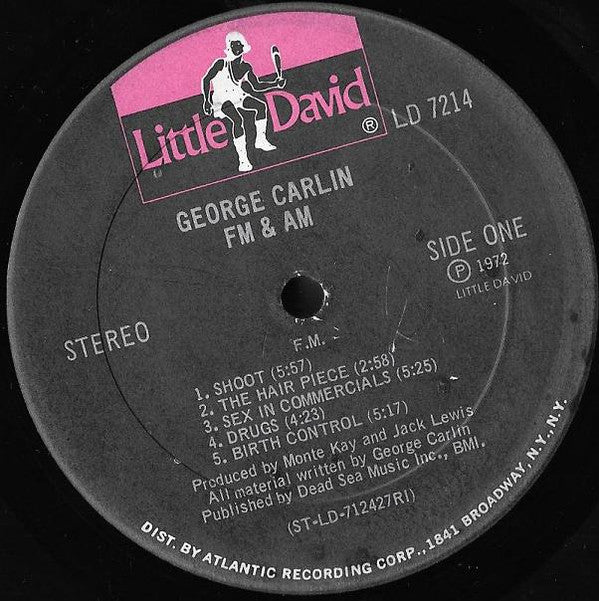 Little David ®
LD 7214
GEORGE CARLIN
FM & AM
SIDE ONE
Ⓟ 1972
LITTLE DAVID
STEREO
F.M.
1. SHOOT (5:57)
2. THE HAIR PIECE (2:58)
3. SEX IN COMMERCIALS (5:25)
4. DRUGS (4:23)
5. BIRTH CONTROL (5:17)
Produced by Monte Kay and Jack Lewis
All material written by George Carlin
Published by Dead Sea Music Inc., BMI.
(ST-LD-712427RI)
DIST. BY ATLANTIC RECORDING CORP., 1841 BROADWAY, N.Y., N.Y.